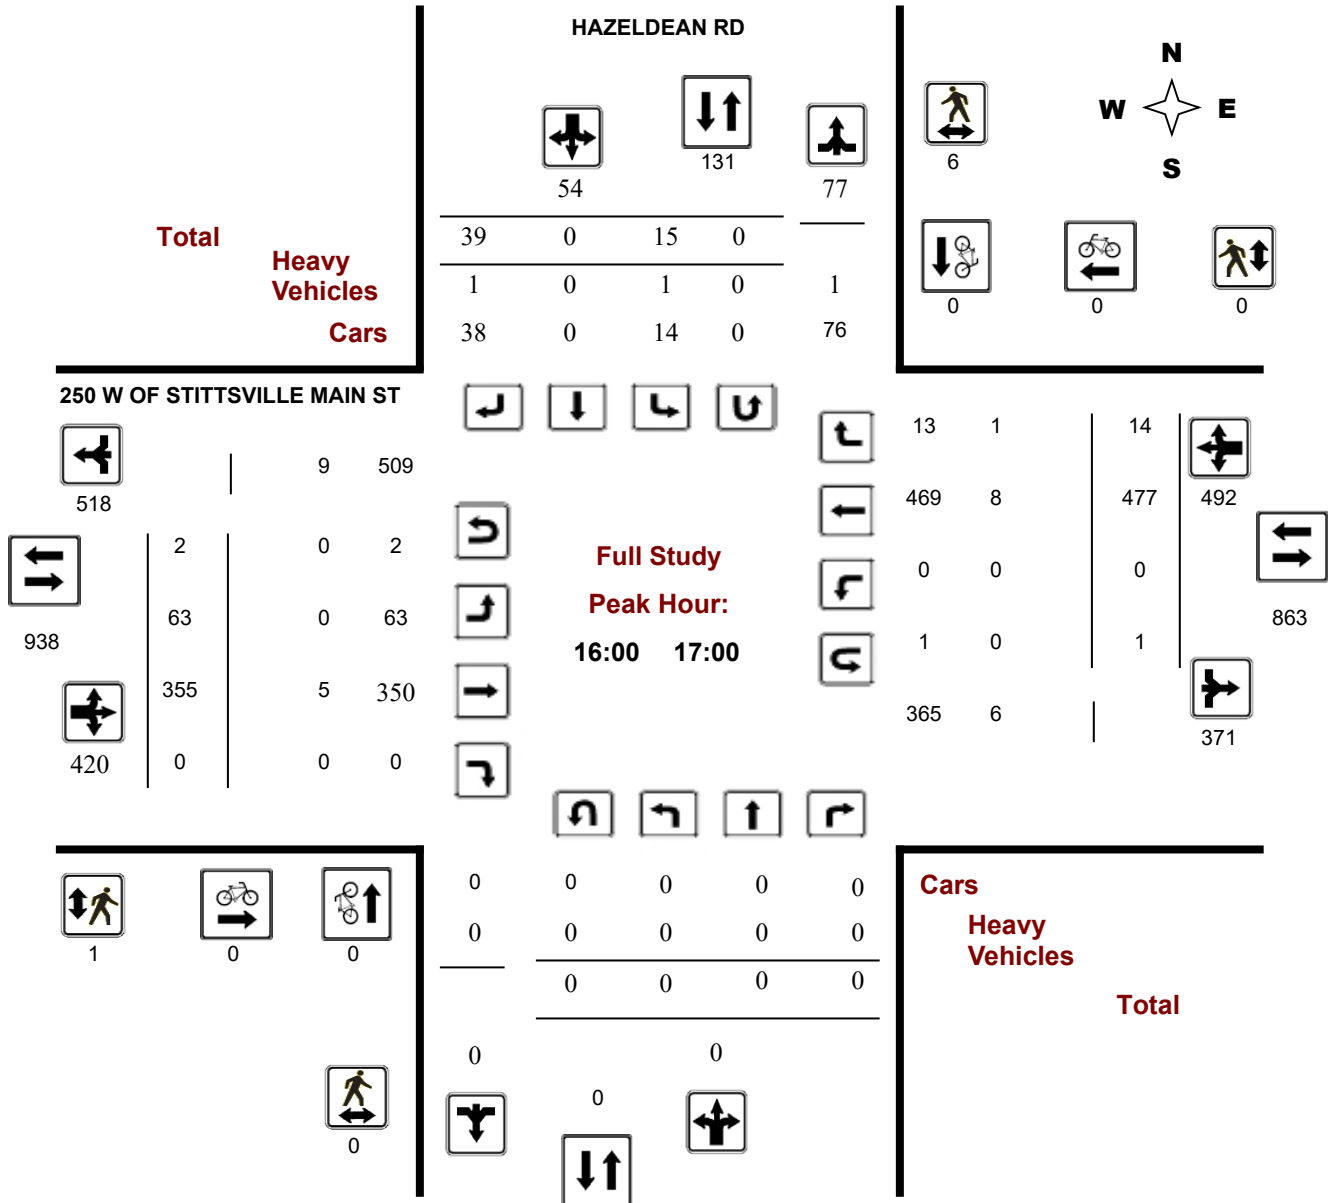 HAZELDEAN RD
N
W E
S
54
131
77
6
Total
39 0 15 0
Heavy
Vehicles
1 0 1 0 1
Cars
38 0 14 0 76
0 0 0
250 W OF STITTSVILLE MAIN ST
518
9 509
13 1 14
2 0 2
469 8 477 492
Full Study
938
63 0 63
0 0 0
863
Peak Hour:
16:00 17:00
355 5 350
1 0 1
420
0 0 0
365 6
371
1 0 0
0 0 0 0 0
Cars
0 0 0 0 0
Heavy
Vehicles
0 0 0 0
Total
0 0
0
0